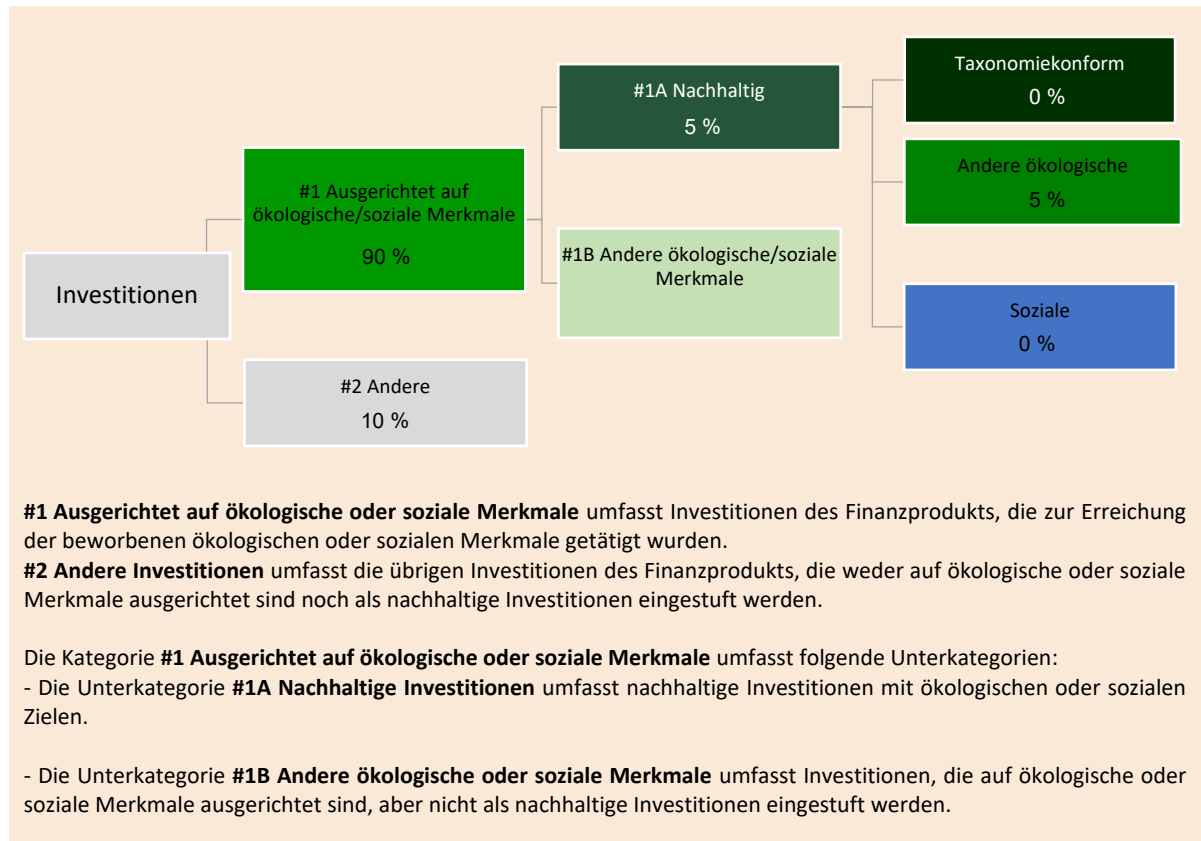 Investitionen
#1 Ausgerichtet auf
ökologische/soziale Merkmale
90 %
#2 Andere
10 %
#1A Nachhaltig
5 %
#1B Andere ökologische/soziale
Merkmale
Taxonomiekonform
0 %
Andere ökologische
5 %
Soziale
0 %
#1 Ausgerichtet auf ökologische oder soziale Merkmale umfasst Investitionen des Finanzprodukts, die zur Erreichung
der beworbenen ökologischen oder sozialen Merkmale getätigt wurden.
#2 Andere Investitionen umfasst die übrigen Investitionen des Finanzprodukts, die weder auf ökologische oder soziale
Merkmale ausgerichtet sind noch als nachhaltige Investitionen eingestuft werden.
Die Kategorie #1 Ausgerichtet auf ökologische oder soziale Merkmale umfasst folgende Unterkategorien:
- Die Unterkategorie #1A Nachhaltige Investitionen umfasst nachhaltige Investitionen mit ökologischen oder sozialen
Zielen.
- Die Unterkategorie #1B Andere ökologische oder soziale Merkmale umfasst Investitionen, die auf ökologische oder
soziale Merkmale ausgerichtet sind, aber nicht als nachhaltige Investitionen eingestuft werden.